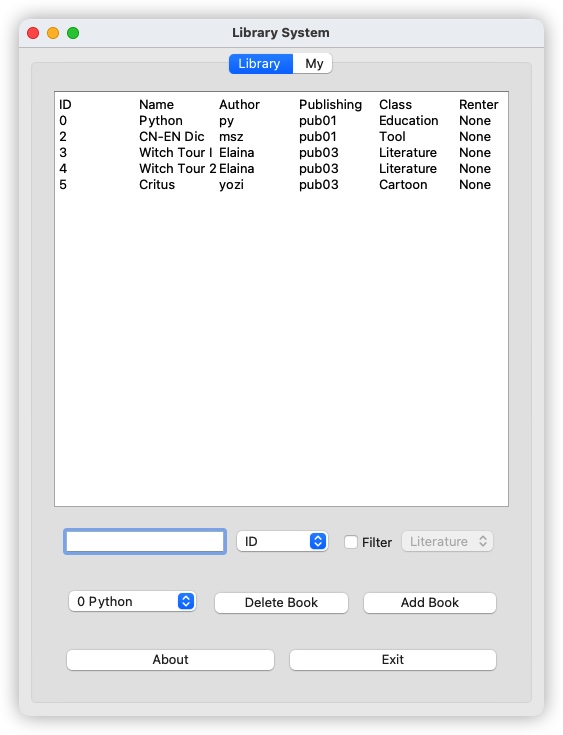 Library System
Library My
ID Name Author Publishing Class Renter
0 Python py pub01 Education None
2 CN-EN Dic msz pub01 Tool None
3 Witch Tour I Elaina pub03 Literature None
4 Witch Tour 2 Elaina pub03 Literature None
5 Critus yozi pub03 Cartoon None
ID Filter Literature
0 Python Delete Book Add Book
About Exit